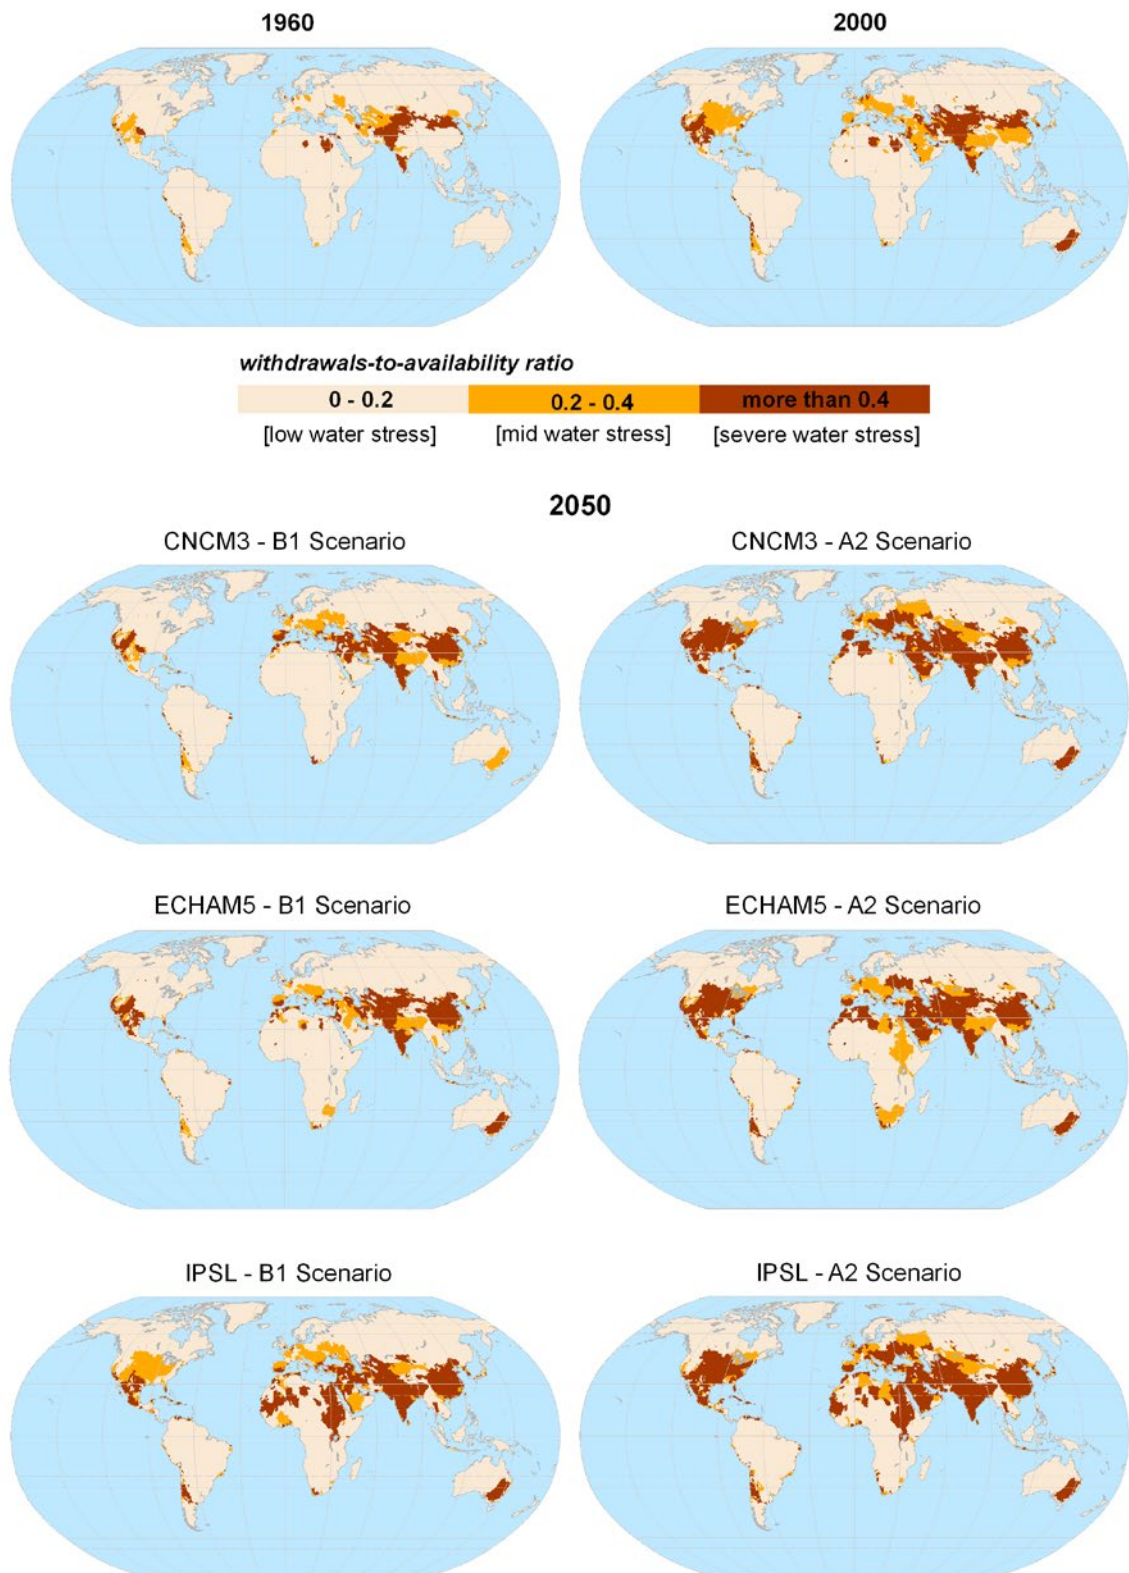 1960
2000
withdrawals-to-availability ratio
0 - 0.2
0.2 - 0.4
more than 0.4
[low water stress]
[mid water stress]
[severe water stress]
2050
CNCM3 - B1 Scenario
CNCM3 - A2 Scenario
ECHAM5 - B1 Scenario
ECHAM5 - A2 Scenario
IPSL - B1 Scenario
IPSL - A2 Scenario